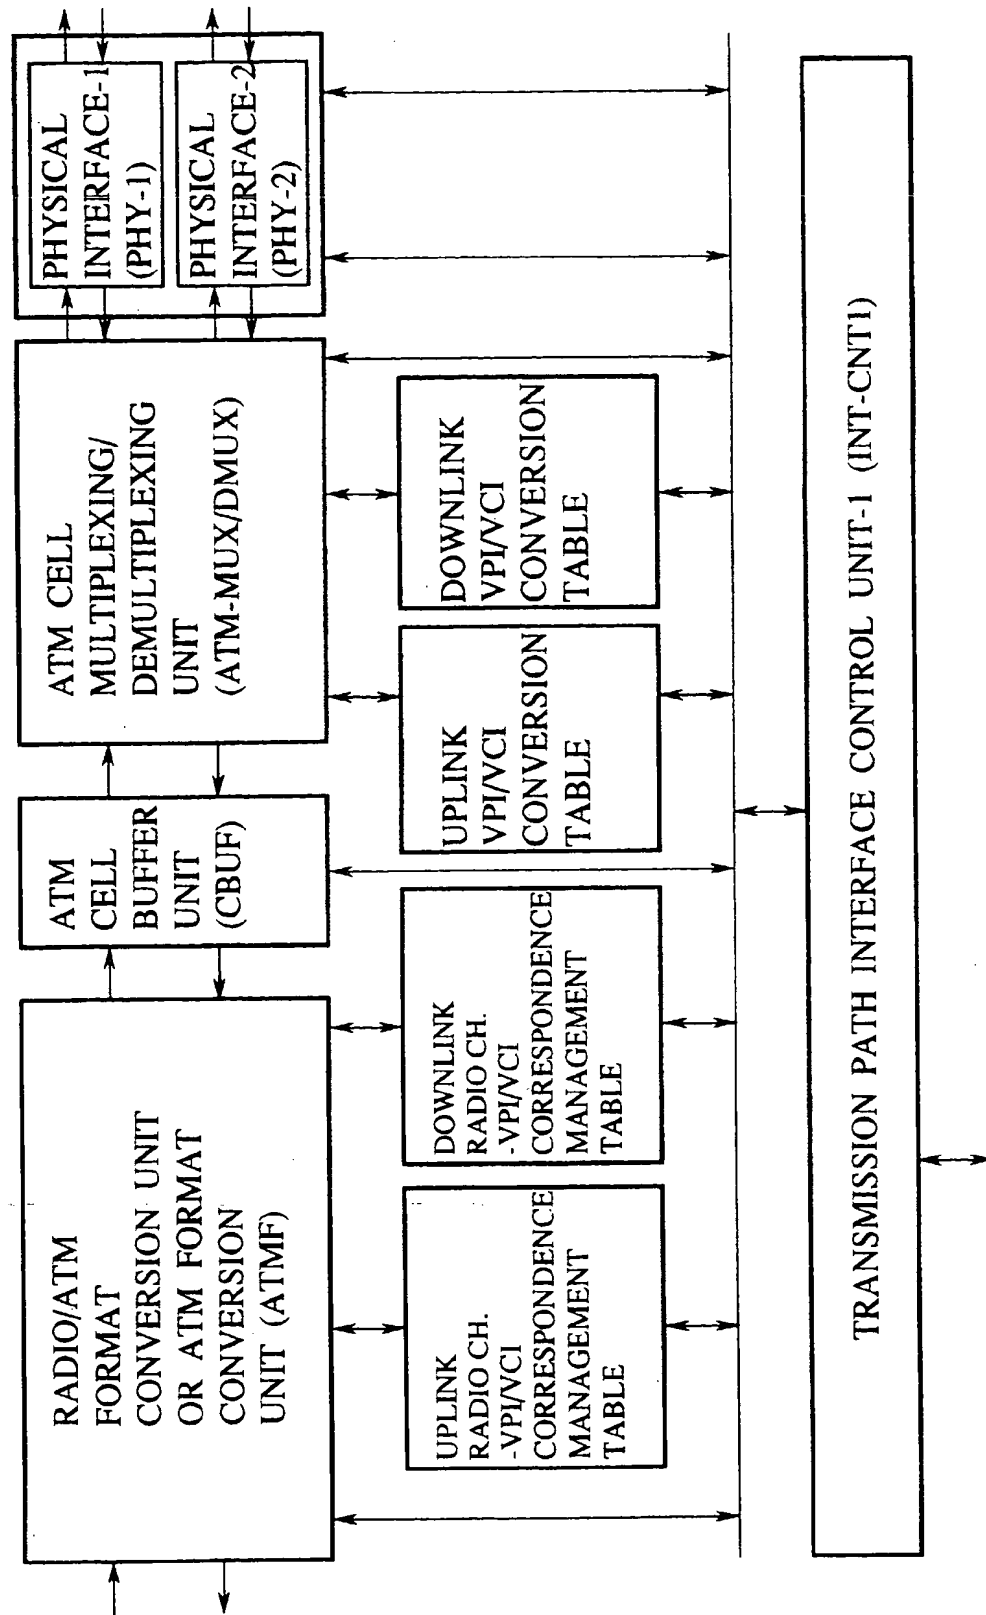 RADIO/ATM
FORMAT
CONVERSION UNIT
OR ATM FORMAT
CONVERSION
UNIT (ATMF)
ATM
CELL
BUFFER
UNIT
(CBUF)
ATM CELL
MULTIPLEXING/
DEMULTIPLEXING
UNIT
(ATM-MUX/DMUX)
PHYSICAL
INTERFACE-1
(PHY-1)
PHYSICAL
INTERFACE-2
(PHY-2)
UPLINK
RADIO CH.
-VPI/VCI
CORRESPONDENCE
MANAGEMENT
TABLE
DOWNLINK
RADIO CH.
-VPI/VCI
CORRESPONDENCE
MANAGEMENT
TABLE
UPLINK
VPI/VCI
CONVERSION
TABLE
DOWNLINK
VPI/VCI
CONVERSION
TABLE
TRANSMISSION PATH INTERFACE CONTROL UNIT-1 (INT-CNT1)